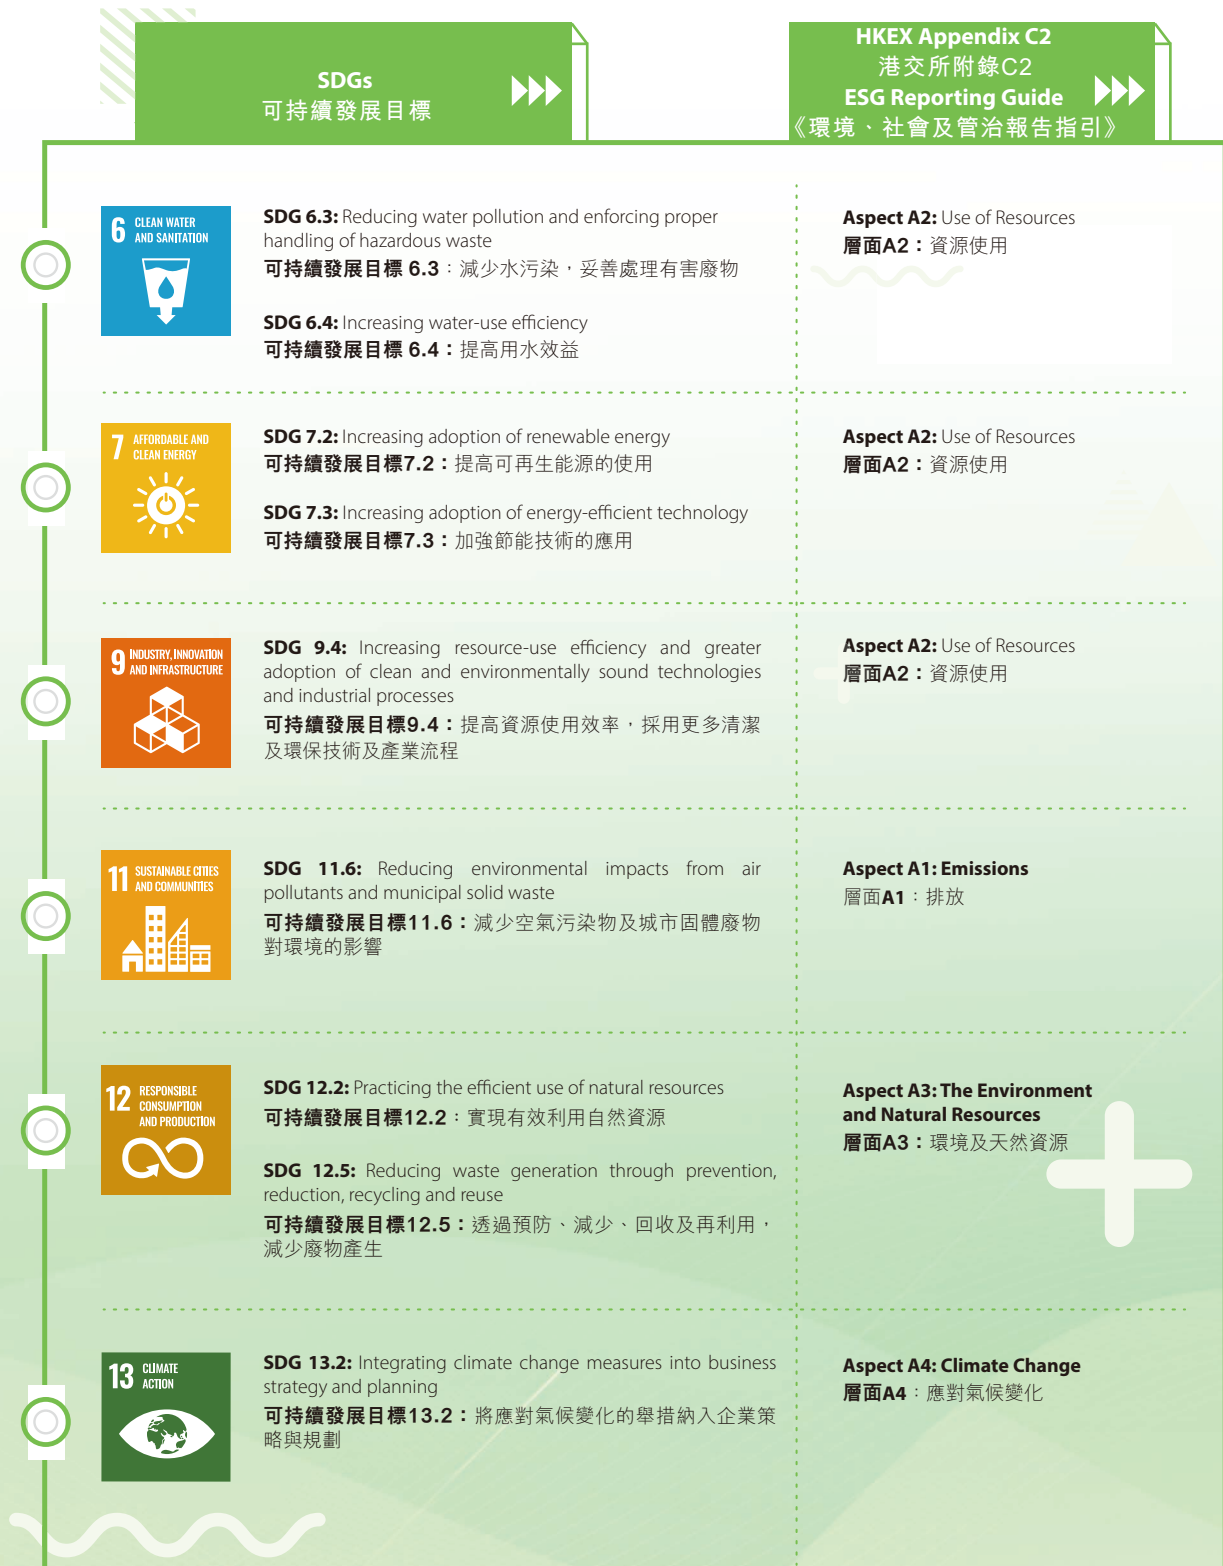 SDGs
可持續發展目標
HKEX Appendix C2
港交所附錄C2
ESG Reporting Guide
《環境、社會及管治報告指引》
6 CLEAN WATER
AND SANITATION
SDG 6.3: Reducing water pollution and enforcing proper
handling of hazardous waste
可持續發展目標 6.3：減少水污染，妥善處理有害廢物
SDG 6.4: Increasing water-use efficiency
可持續發展目標 6.4：提高用水效益
Aspect A2: Use of Resources
層面A2：資源使用
7 AFFORDABLE AND
CLEAN ENERGY
SDG 7.2: Increasing adoption of renewable energy
可持續發展目標7.2：提高可再生能源的使用
SDG 7.3: Increasing adoption of energy-efficient technology
可持續發展目標7.3：加強節能技術的應用
Aspect A2: Use of Resources
層面A2：資源使用
9 INDUSTRY, INNOVATION
AND INFRASTRUCTURE
SDG 9.4: Increasing resource-use efficiency and greater
adoption of clean and environmentally sound technologies
and industrial processes
可持續發展目標9.4：提高資源使用效率，採用更多清潔
及環保技術及產業流程
Aspect A2: Use of Resources
層面A2：資源使用
11 SUSTAINABLE CITIES
AND COMMUNITIES
SDG 11.6: Reducing environmental impacts from air
pollutants and municipal solid waste
可持續發展目標11.6：減少空氣污染物及城市固體廢物
對環境的影響
Aspect A1: Emissions
層面A1：排放
12 RESPONSIBLE
CONSUMPTION
AND PRODUCTION
SDG 12.2: Practicing the efficient use of natural resources
可持續發展目標12.2：實現有效利用自然資源
SDG 12.5: Reducing waste generation through prevention,
reduction, recycling and reuse
可持續發展目標12.5：透過預防、減少、回收及再利用，
減少廢物產生
Aspect A3: The Environment
and Natural Resources
層面A3：環境及天然資源
13 CLIMATE
ACTION
SDG 13.2: Integrating climate change measures into business
strategy and planning
可持續發展目標13.2：將應對氣候變化的舉措納入企業策
略與規劃
Aspect A4: Climate Change
層面A4：應對氣候變化